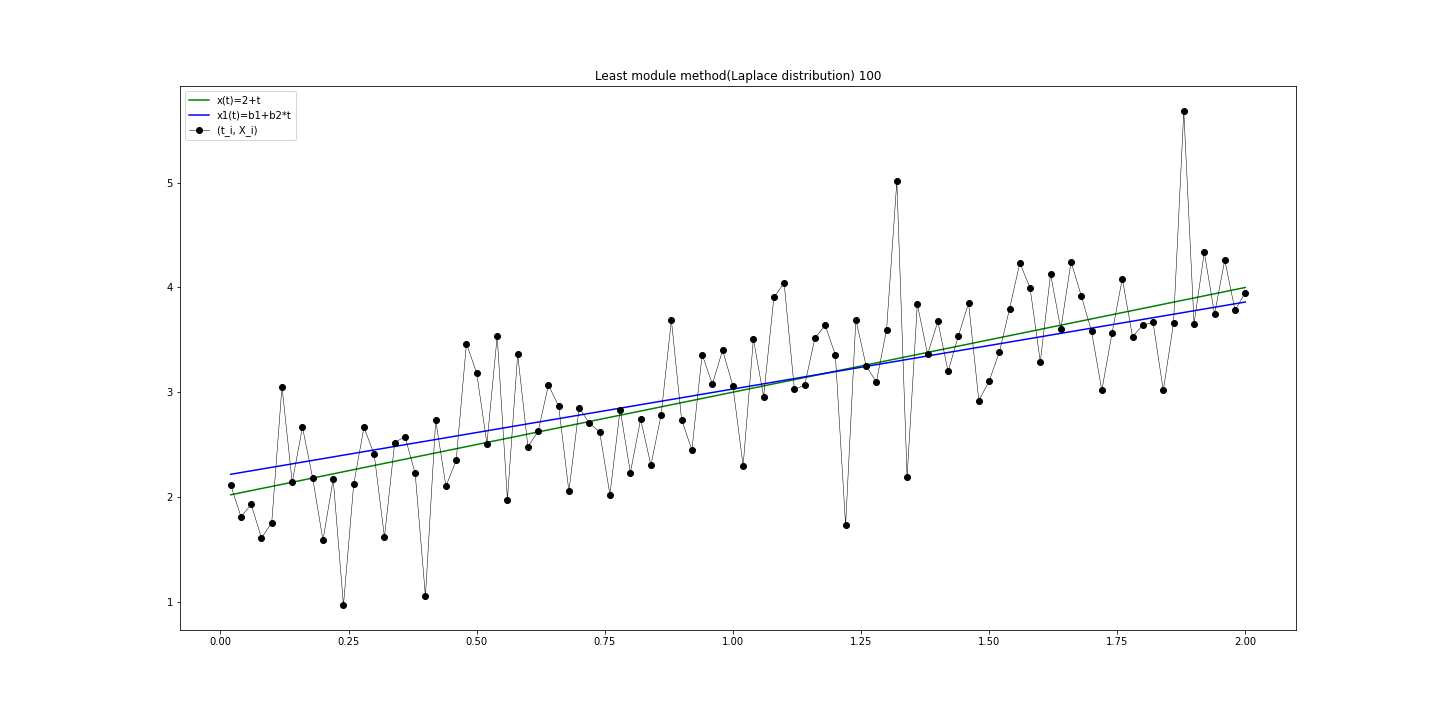 Least module method(Laplace distribution) 100
x(t)=2+t
x1(t)=b1+b2*t
(t_i, X_i)
5
4
3
2
1
0.00 0.25 0.50 0.75 1.00 1.25 1.50 1.75 2.00